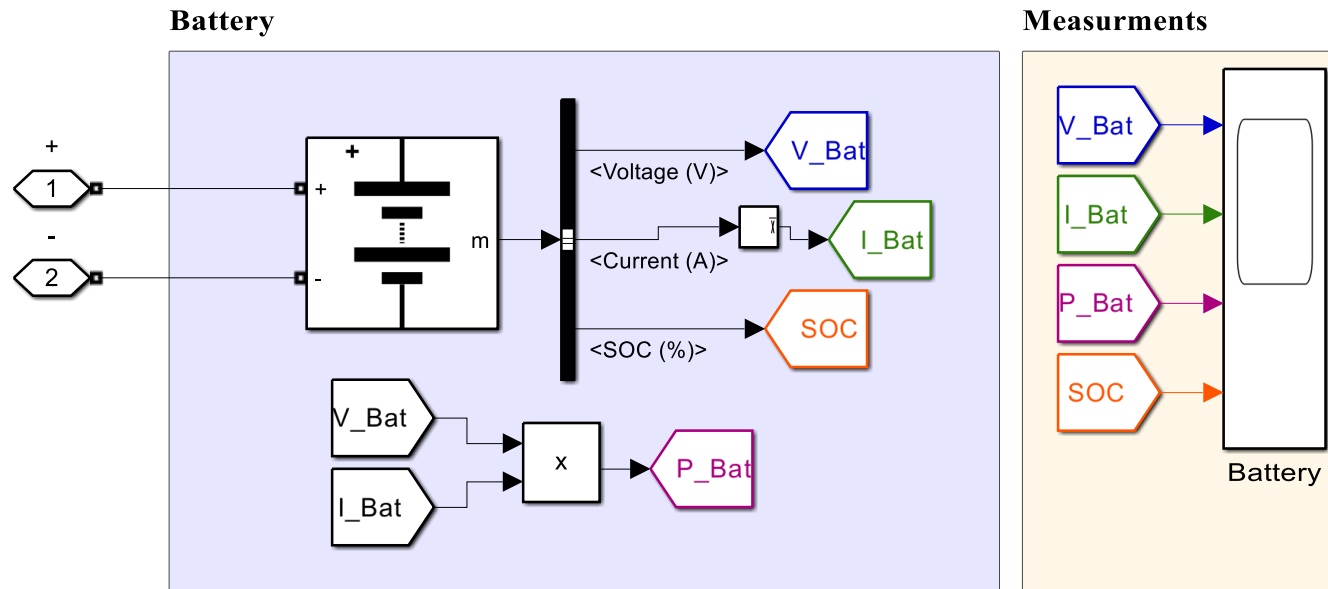 Battery
Measurments
+
1
-
2
+
+
-
m
<Voltage (V)>
<Current (A)>
<SOC (%)>
V_Bat
I_Bat
SOC
V_Bat
I_Bat
x
P_Bat
V_Bat
I_Bat
P_Bat
SOC
Battery